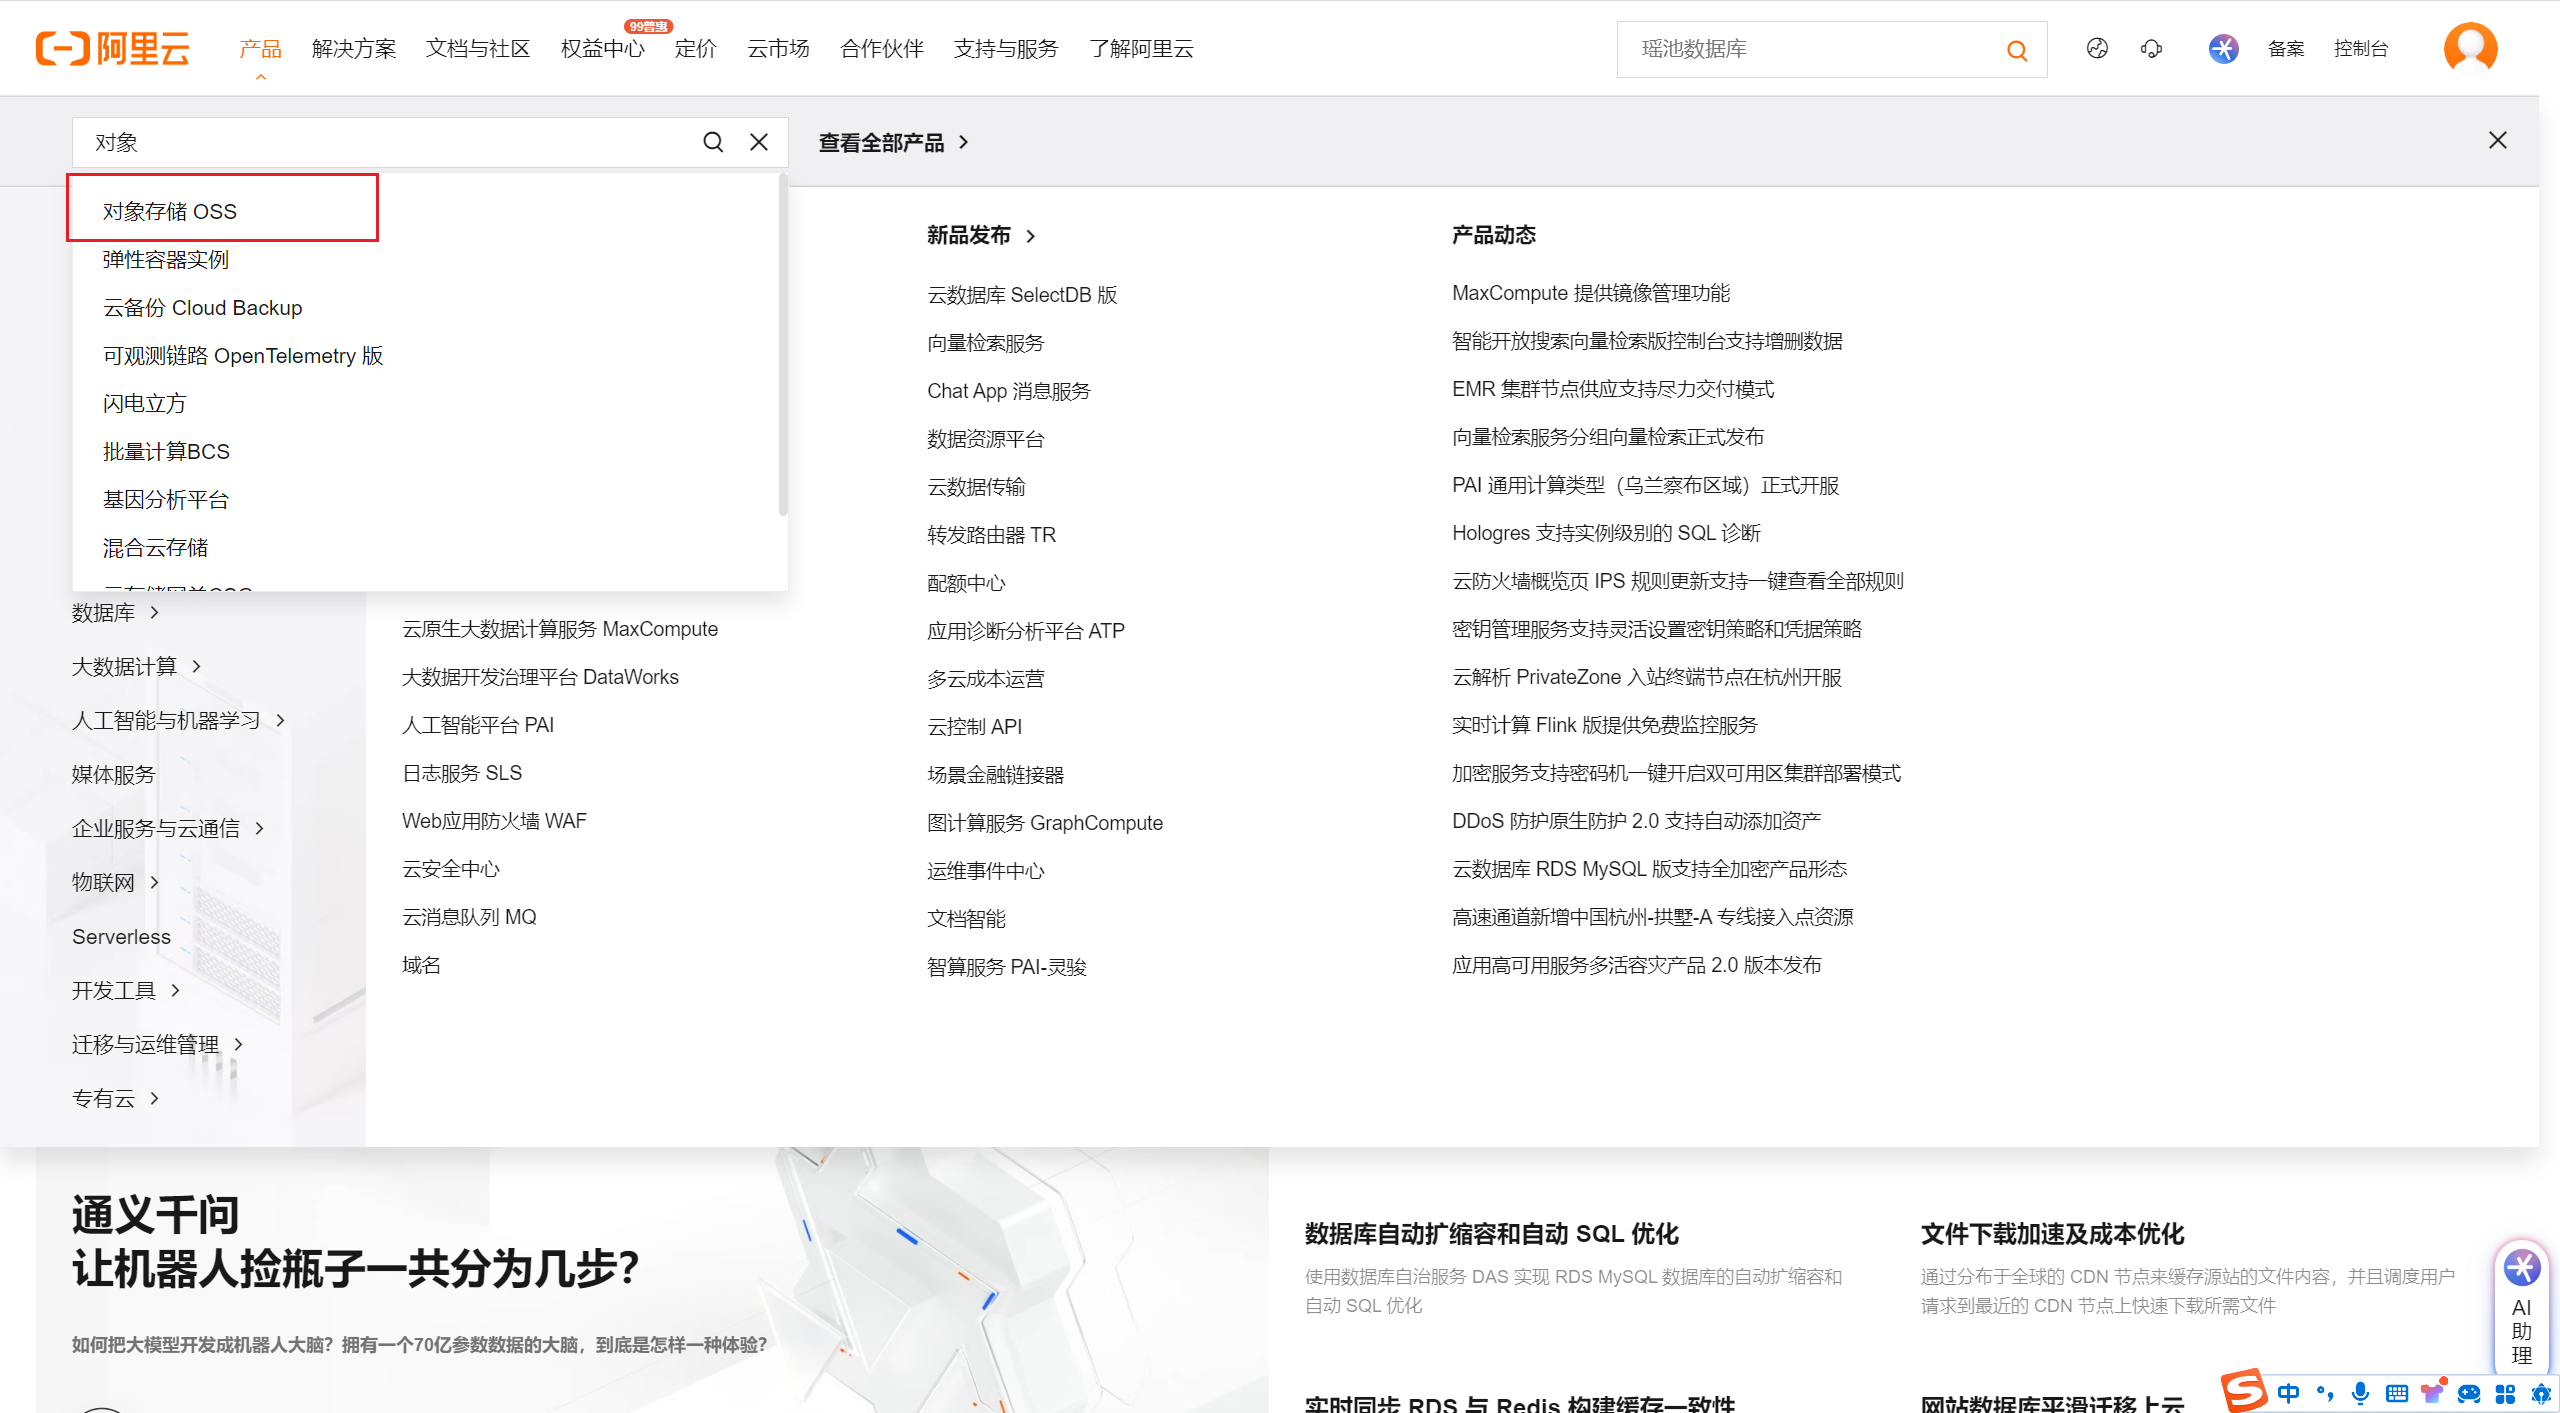 阿里云
产品
解决方案
文档与社区
权益中心
99普惠
定价
云市场
合作伙伴
支持与服务
了解阿里云
瑶池数据库
备案
控制台
对象
查看全部产品
对象存储 OSS
弹性容器实例
云备份 Cloud Backup
可观测链路 OpenTelemetry 版
闪电立方
批量计算BCS
基因分析平台
混合云存储
数据库
大数据计算
人工智能与机器学习
媒体服务
企业服务与云通信
物联网
Serverless
开发工具
迁移与运维管理
专有云
云原生大数据计算服务 MaxCompute
大数据开发治理平台 DataWorks
人工智能平台 PAI
日志服务 SLS
Web应用防火墙 WAF
云安全中心
云消息队列 MQ
域名
新品发布
云数据库 SelectDB 版
向量检索服务
Chat App 消息服务
数据资源平台
云数据传输
转发路由器 TR
配额中心
应用诊断分析平台 ATP
多云成本运营
云控制 API
场景金融链接器
图计算服务 GraphCompute
运维事件中心
文档智能
智算服务 PAI-灵骏
产品动态
MaxCompute 提供镜像管理功能
智能开放搜索向量检索版控制台支持增删数据
EMR 集群节点供应支持尽力交付模式
向量检索服务分组向量检索正式发布
PAI 通用计算类型（乌兰察布区域）正式开服
Hologres 支持实例级别的 SQL 诊断
云防火墙概览页 IPS 规则更新支持一键查看全部规则
密钥管理服务支持灵活设置密钥策略和凭据策略
云解析 PrivateZone 入站终端节点在杭州开服
实时计算 Flink 版提供免费监控服务
加密服务支持密码机一键开启双可用区集群部署模式
DDoS 防护原生防护 2.0 支持自动添加资产
云数据库 RDS MySQL 版支持全加密产品形态
高速通道新增中国杭州-拱墅-A 专线接入点资源
应用高可用服务多活容灾产品 2.0 版本发布
通义千问
让机器人捡瓶子一共分为几步？
如何把大模型开发成机器人大脑？拥有一个70亿参数数据的大脑，到底是怎样一种体验？
数据库自动扩缩容和自动 SQL 优化
使用数据库自治服务 DAS 实现 RDS MySQL 数据库的自动扩缩容和
自动 SQL 优化
文件下载加速及成本优化
通过分布于全球的 CDN 节点来缓存源站的文件内容，并且调度用户
请求到最近的 CDN 节点上快速下载所需文件
实时同步 RDS 与 Redis 构建缓存一致性
网站数据库平滑迁移上云
AI
助
理
中